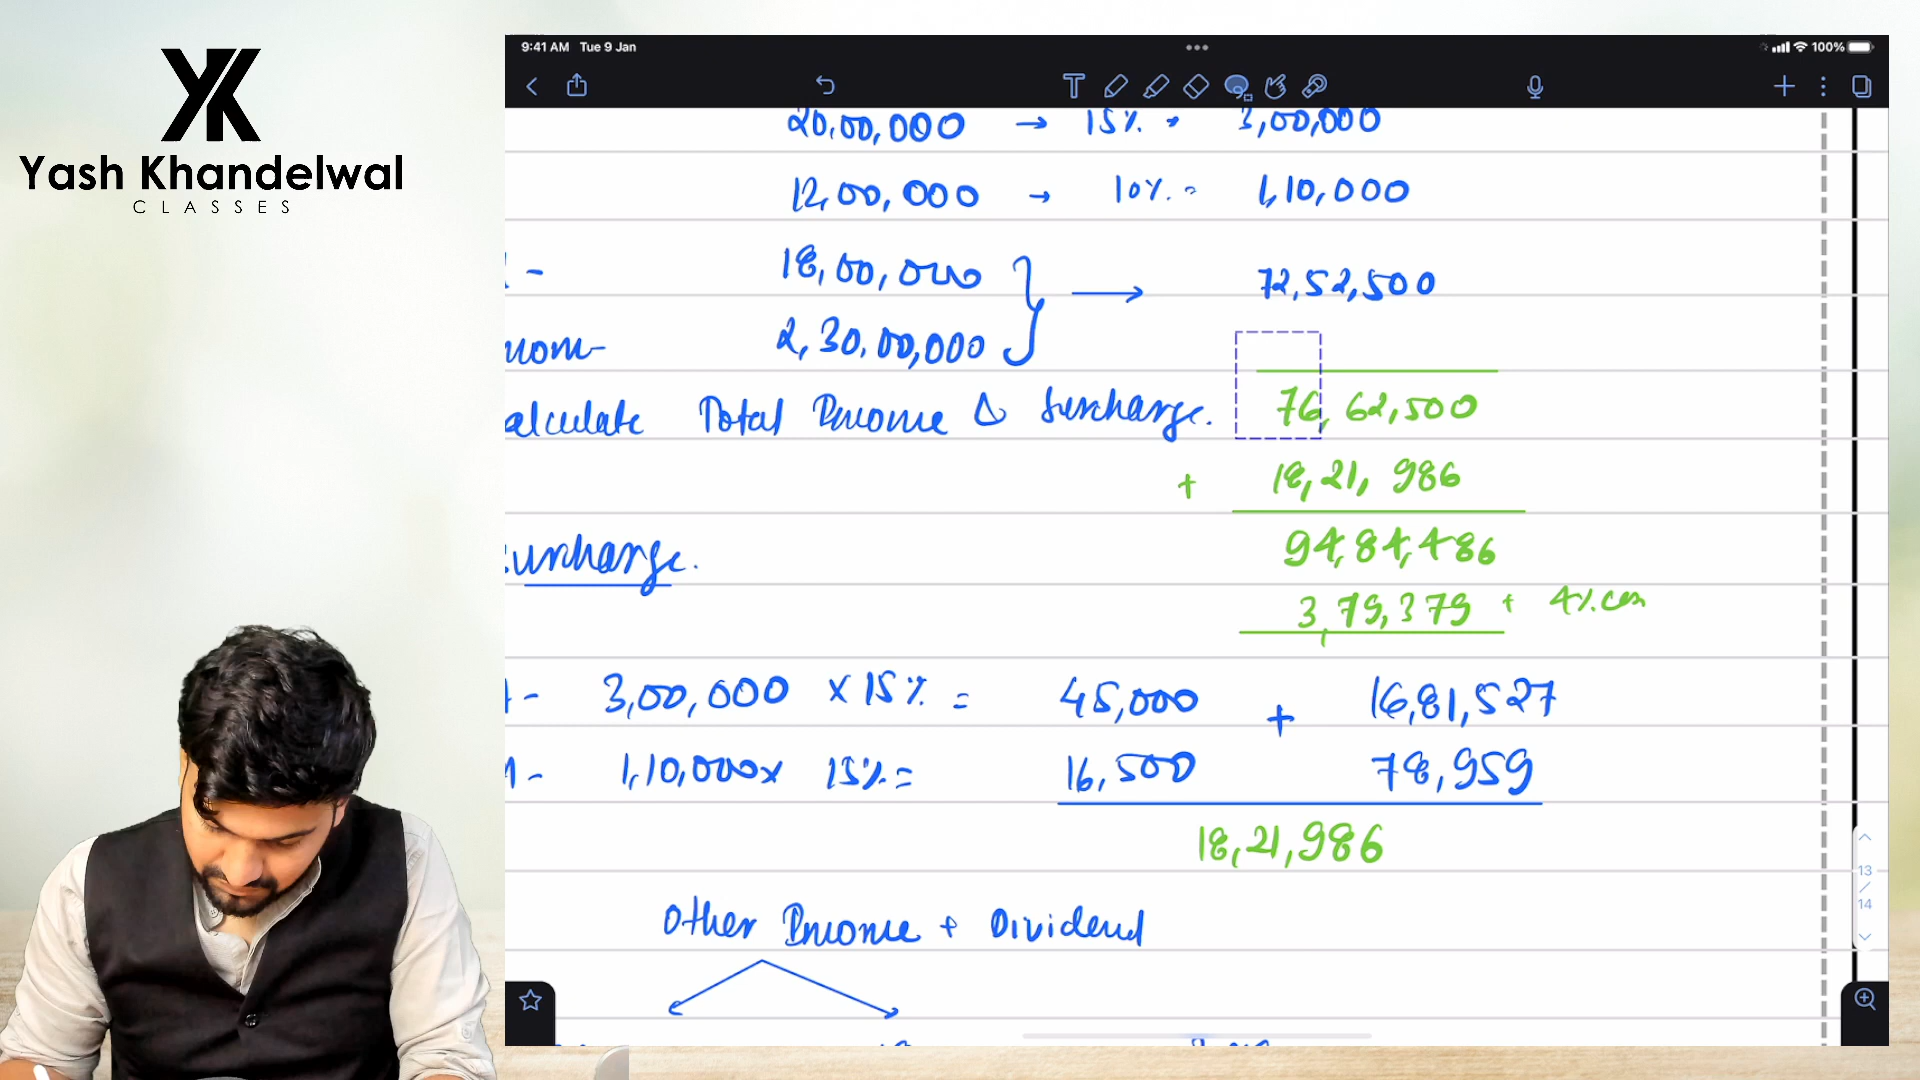 YK
Yash Khandelwal
CLASSES
9:41 AM Tue 9 Jan
100%
20,00,000 → 15% = 3,00,000
12,00,000 → 10% = 1,10,000
18,00,000 } → 72,52,500
2,30,00,000
alculate Total Income & Surcharge. 76,62,500
+ 18,21,986
94,84,486
urcharge.
3,79,379 + 4% cess
3,00,000 x 15% = 45,000 + 16,81,527
1,10,000 x 15% = 16,500 78,959
18,21,986
Other Income + Dividend
13
/
14